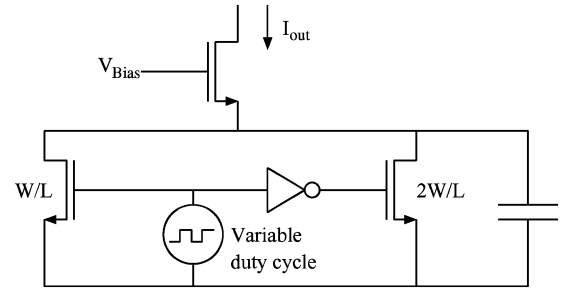 I_out
V_Bias
W/L
2W/L
Variable
duty cycle